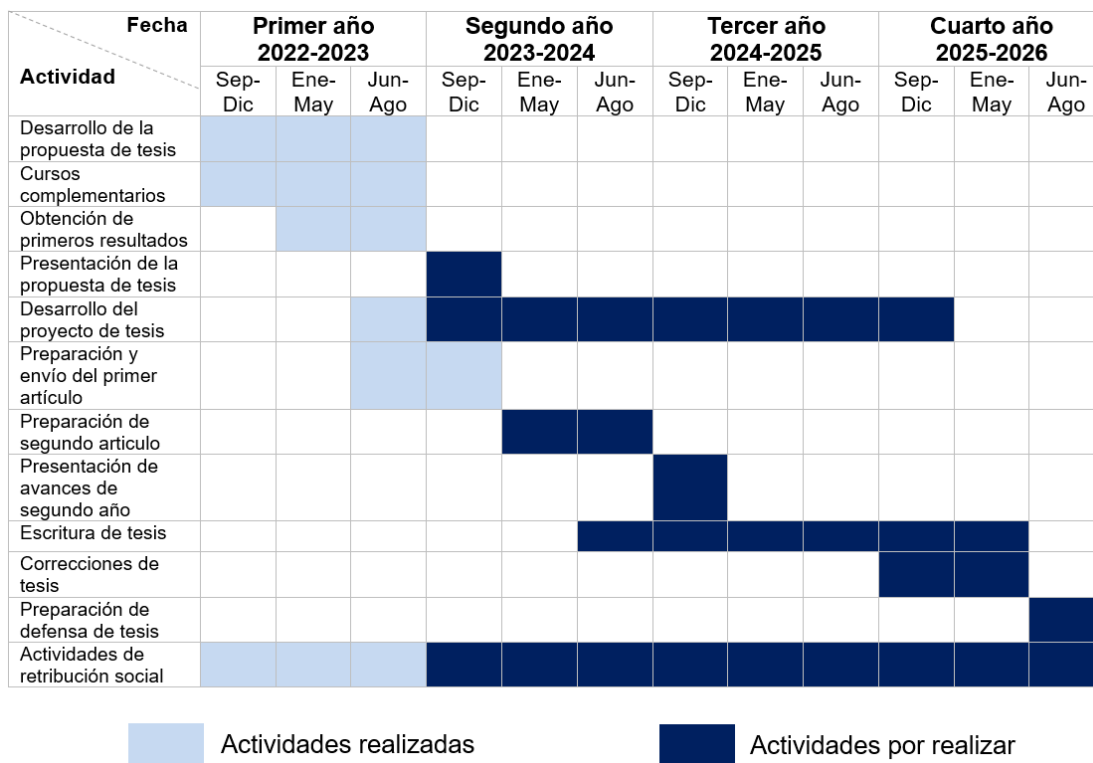 Fecha
Actividad
Primer año
2022-2023
Segundo año
2023-2024
Tercer año
2024-2025
Cuarto año
2025-2026
Sep-
Dic
Ene-
May
Jun-
Ago
Sep-
Dic
Ene-
May
Jun-
Ago
Sep-
Dic
Ene-
May
Jun-
Ago
Sep-
Dic
Ene-
May
Jun-
Ago
Desarrollo de la
propuesta de tesis
Cursos
complementarios
Obtención de
primeros resultados
Presentación de la
propuesta de tesis
Desarrollo del
proyecto de tesis
Preparación y
envío del primer
artículo
Preparación de
segundo articulo
Presentación de
avances de
segundo año
Escritura de tesis
Correcciones de
tesis
Preparación de
defensa de tesis
Actividades de
retribución social
Actividades realizadas
Actividades por realizar